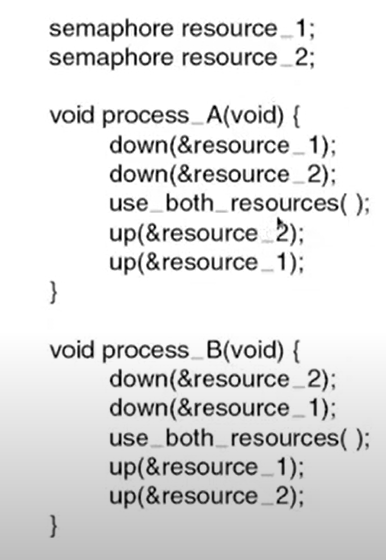 semaphore resource_1;
semaphore resource_2;
void process_A(void) {
down(&resource_1);
down(&resource_2);
use_both_resources( );
up(&resource_2);
up(&resource_1);
}
void process_B(void) {
down(&resource_2);
down(&resource_1);
use_both_resources( );
up(&resource_1);
up(&resource_2);
}